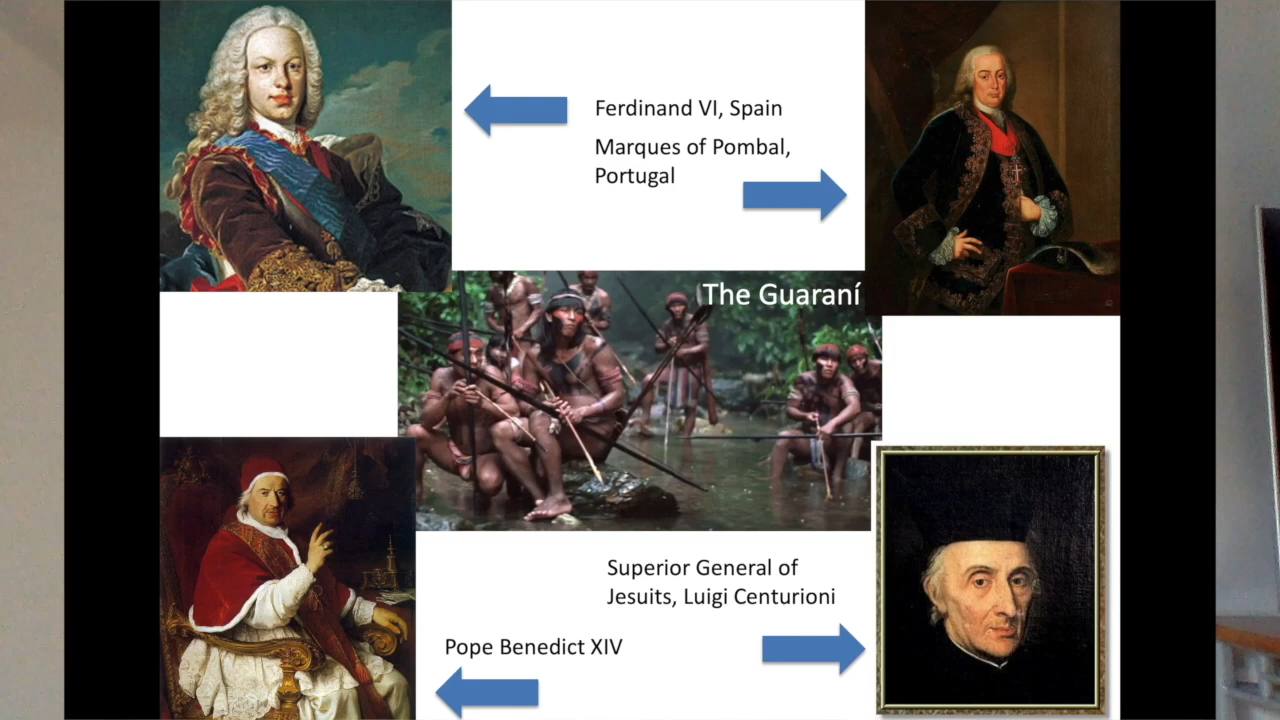 Ferdinand VI, Spain
Marques of Pombal,
Portugal
The Guaraní
Superior General of
Jesuits, Luigi Centurioni
Pope Benedict XIV